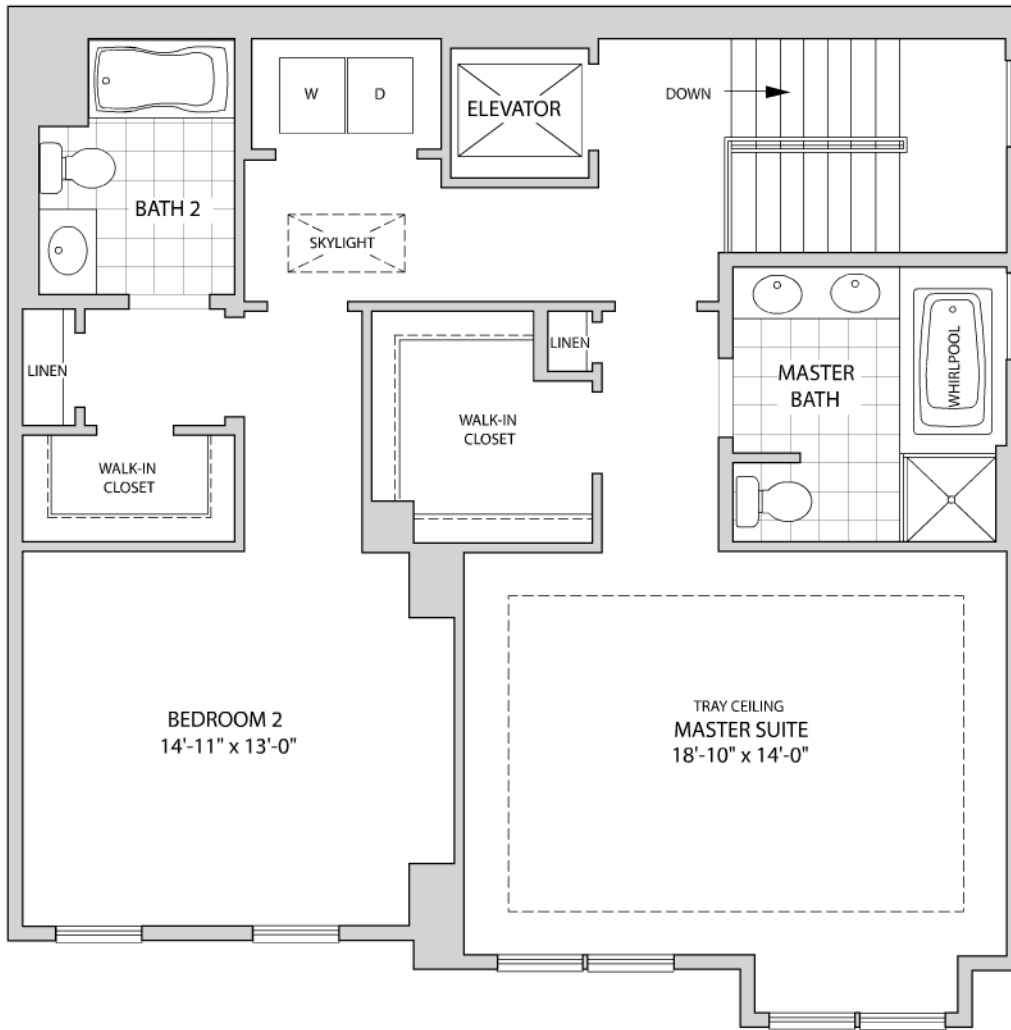 W
D
ELEVATOR
DOWN
BATH 2
SKYLIGHT
LINEN
LINEN
MASTER
BATH
WHIRLPOOL
WALK-IN
CLOSET
WALK-IN
CLOSET
BEDROOM 2
14'-11" x 13'-0"
TRAY CEILING
MASTER SUITE
18'-10" x 14'-0"